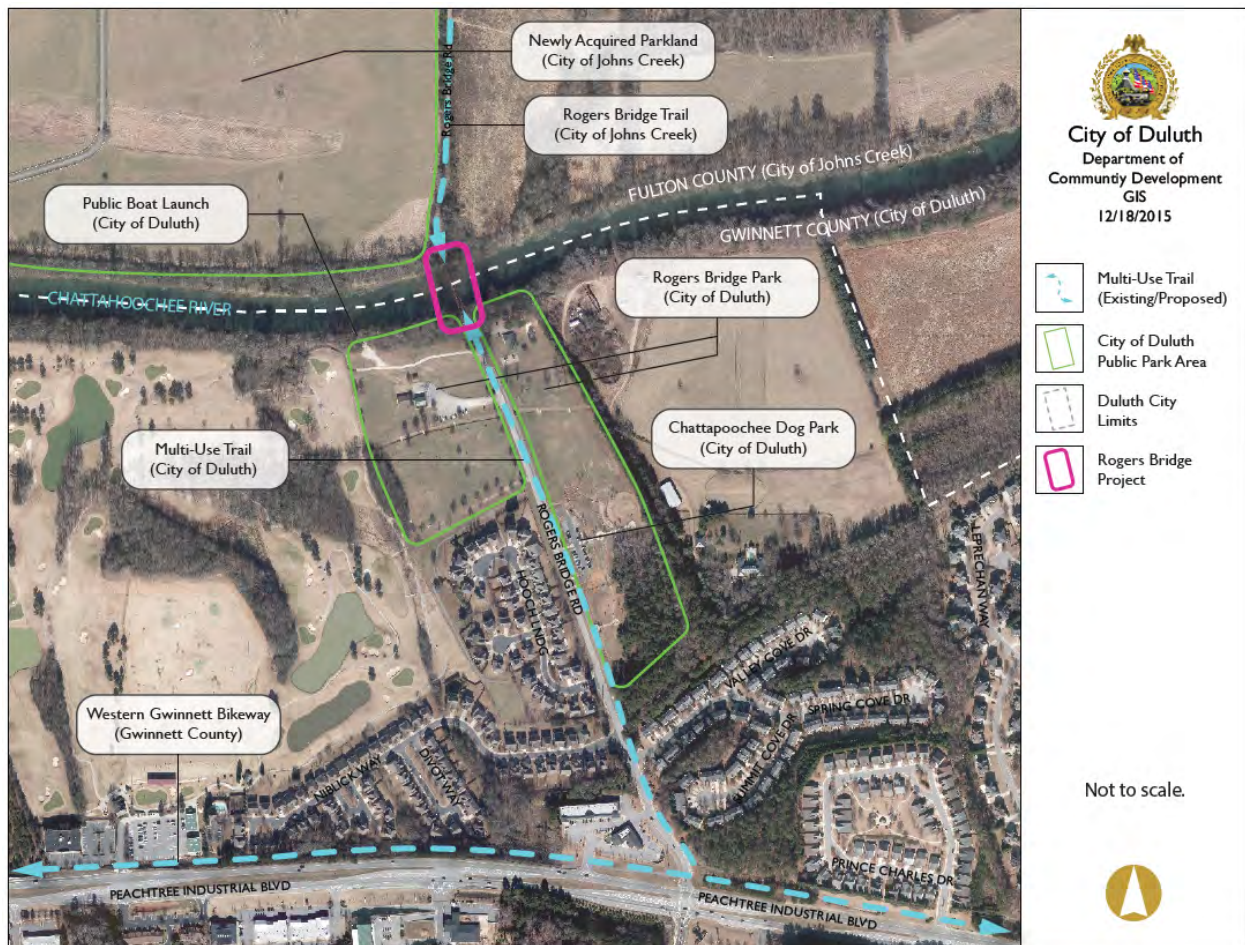 Newly Acquired Parkland
(City of Johns Creek)
Rogers Bridge Rd
Rogers Bridge Trail
(City of Johns Creek)
Public Boat Launch
(City of Duluth)
FULTON COUNTY (City of Johns Creek)
GWINNETT COUNTY (City of Duluth)
CHATTAHOOCHEE RIVER
Rogers Bridge Park
(City of Duluth)
Multi-Use Trail
(City of Duluth)
Chattapoochee Dog Park
(City of Duluth)
ROGERS BRIDGE RD
HOOCH LNDG
LEPRECHAN WAY
Western Gwinnett Bikeway
(Gwinnett County)
NIBLICK WAY
DIVOT WAY
VALLEY COVE DR
SPRING COVE DR
SUMMIT COVE DR
PRINCE CHARLES DR
PEACHTREE INDUSTRIAL BLVD
PEACHTREE INDUSTRIAL BLVD
City of Duluth
Department of
Communtiy Development
GIS
12/18/2015
Multi-Use Trail
(Existing/Proposed)
City of Duluth
Public Park Area
Duluth City
Limits
Rogers Bridge
Project
Not to scale.